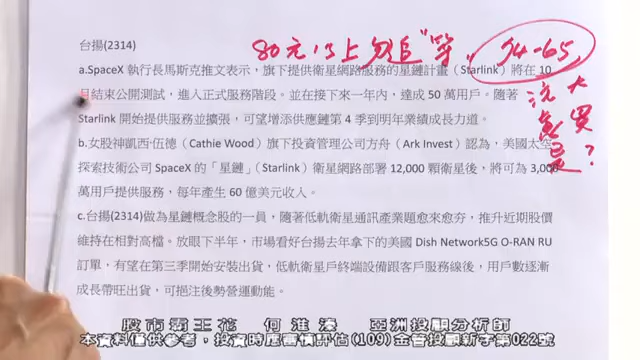 台揚(2314)
80元以上勿追"等"
54-65
大買
a.SpaceX 執行長馬斯克推文表示，旗下提供衛星網路服務的星鏈計畫（Starlink）將在 10
月結束公開測試，進入正式服務階段。並在接下來一年內，達成 50 萬用戶。隨著
Starlink 開始提供服務並擴張，可望增添供應鏈第 4 季到明年業績成長力道。
b.女股神凱西·伍德（Cathie Wood）旗下投資管理公司方舟（Ark Invest）認為，美國太空
探索技術公司 SpaceX 的「星鏈」（Starlink）衛星網路部署 12,000 顆衛星後，將可為 3,000
萬用戶提供服務，每年產生 60 億美元收入。
c.台揚(2314)做為星鏈概念股的一員，隨著低軌衛星通訊產業題愈來愈夯，推升近期股價
維持在相對高檔。放眼下半年，市場看好台揚去年拿下的美國 Dish Network5G O-RAN RU
訂單，有望在第三季開始安裝出貨，低軌衛星戶終端設備跟客戶服務線後，用戶數逐漸
成長帶旺出貨，可挹注後勢營運動能。
股市霸王花 何淮溱 亞洲投顧分析師
本資料僅供參考，投資時應審慎評估(109)金管投顧新字第022號